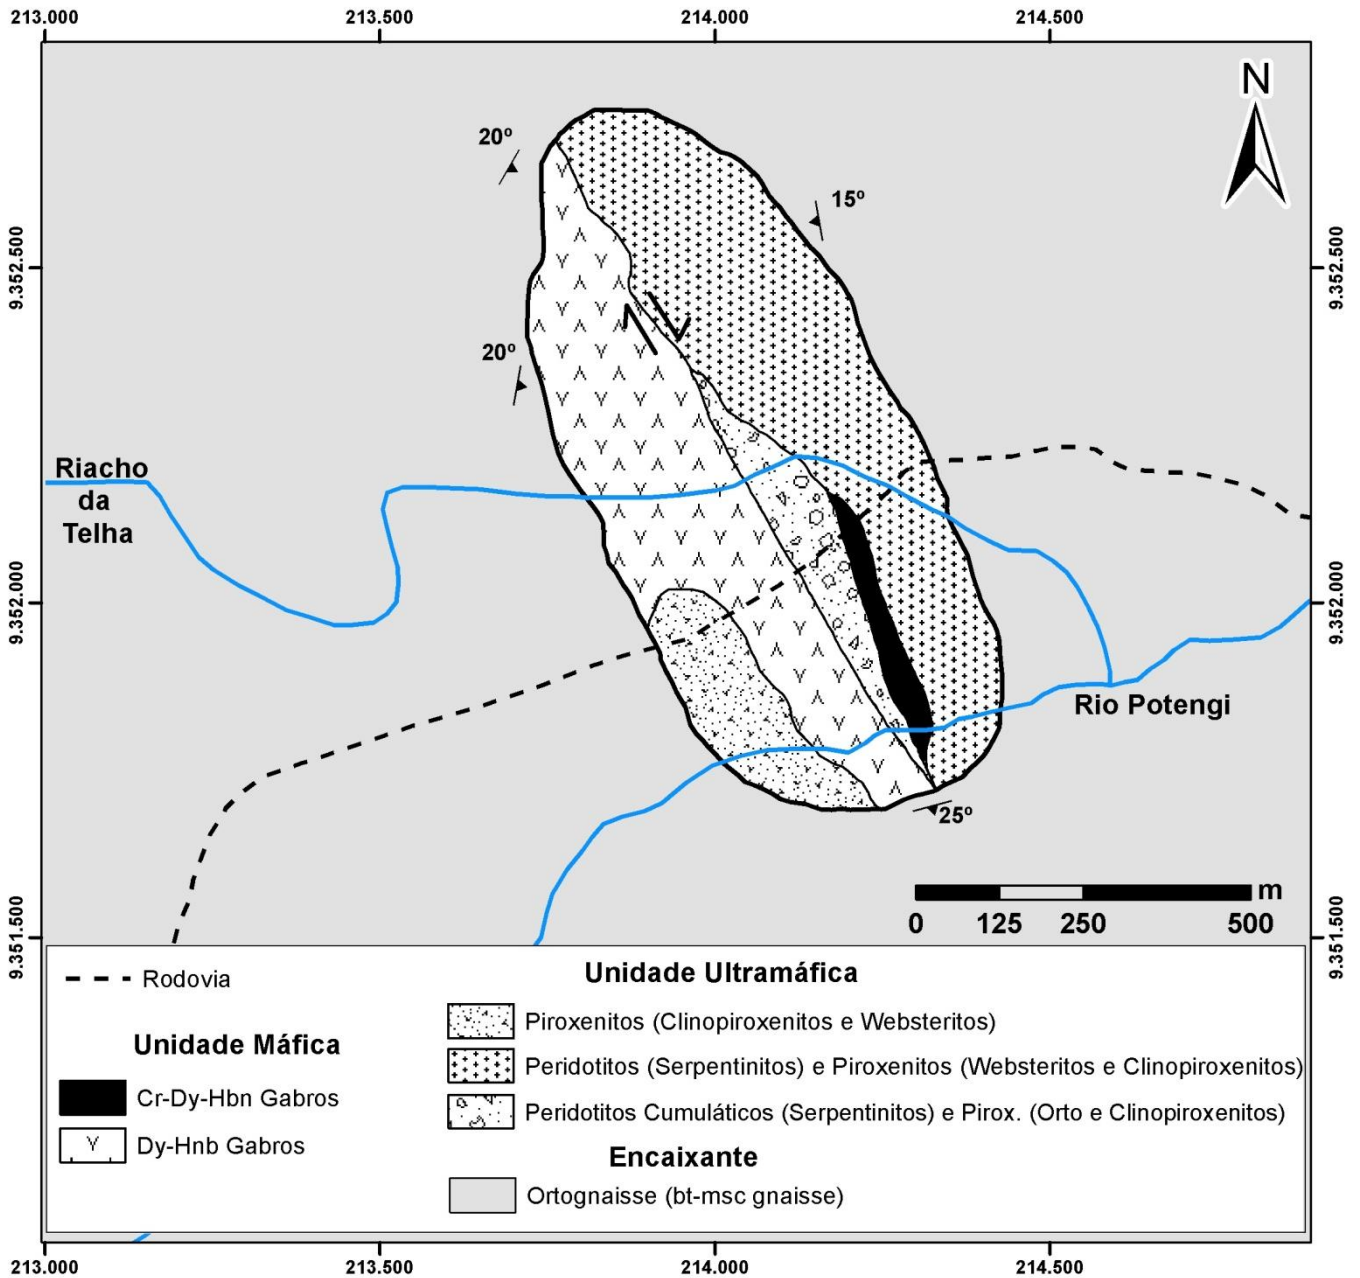 213.000 213.500 214.000 214.500
N
20º
15º
9.352.500 9.352.500
20º
Riacho
da
Telha
9.352.000 9.352.000
Rio Potengi
25º
m
0 125 250 500
9.351.500 9.351.500
Rodovia
Unidade Máfica
Cr-Dy-Hbn Gabros
Dy-Hnb Gabros
Unidade Ultramáfica
Piroxenitos (Clinopiroxenitos e Websteritos)
Peridotitos (Serpentinitos) e Piroxenitos (Websteritos e Clinopiroxenitos)
Peridotitos Cumuláticos (Serpentinitos) e Pirox. (Orto e Clinopiroxenitos)
Encaixante
Ortognaisse (bt-msc gnaisse)
213.000 213.500 214.000 214.500